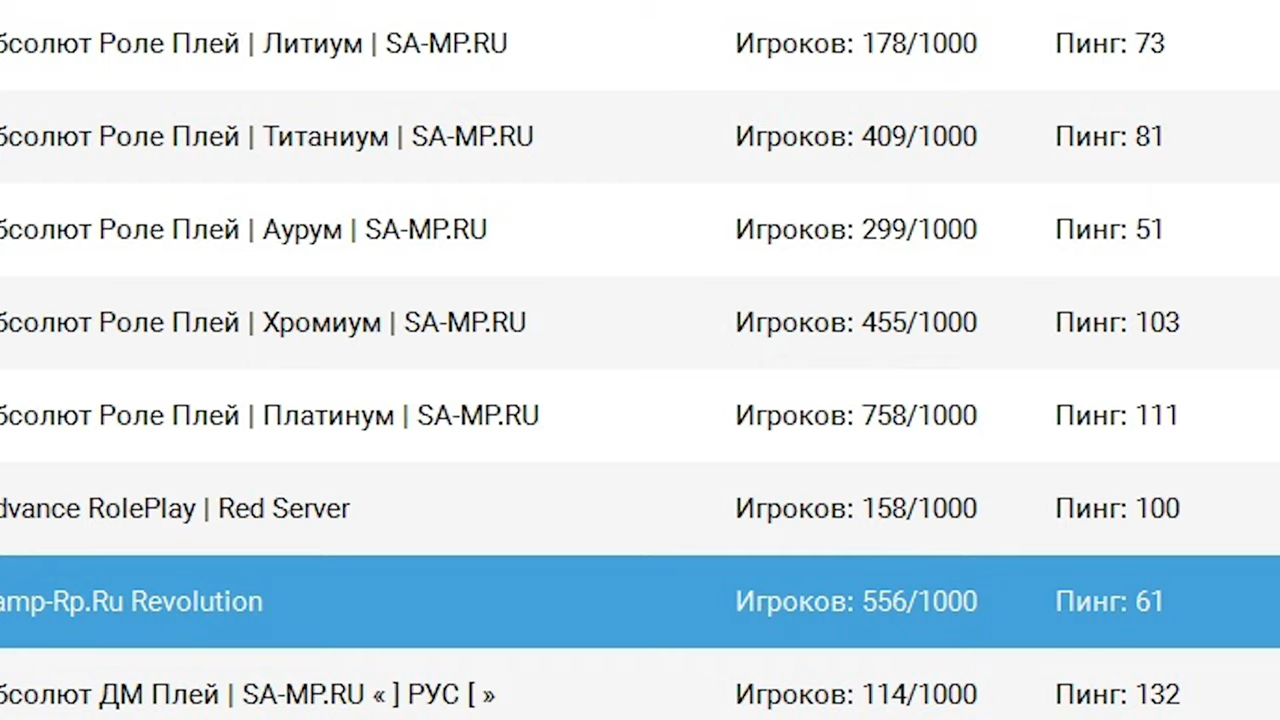 бсолют Роле Плей | Литиум | SA-MP.RU Игроков: 178/1000 Пинг: 73
бсолют Роле Плей | Титаниум | SA-MP.RU Игроков: 409/1000 Пинг: 81
бсолют Роле Плей | Аурум | SA-MP.RU Игроков: 299/1000 Пинг: 51
бсолют Роле Плей | Хромиум | SA-MP.RU Игроков: 455/1000 Пинг: 103
бсолют Роле Плей | Платинум | SA-MP.RU Игроков: 758/1000 Пинг: 111
dvance RolePlay | Red Server Игроков: 158/1000 Пинг: 100
amp-Rp.Ru Revolution Игроков: 556/1000 Пинг: 61
бсолют ДМ Плей | SA-MP.RU « ] РУС [ » Игроков: 114/1000 Пинг: 132